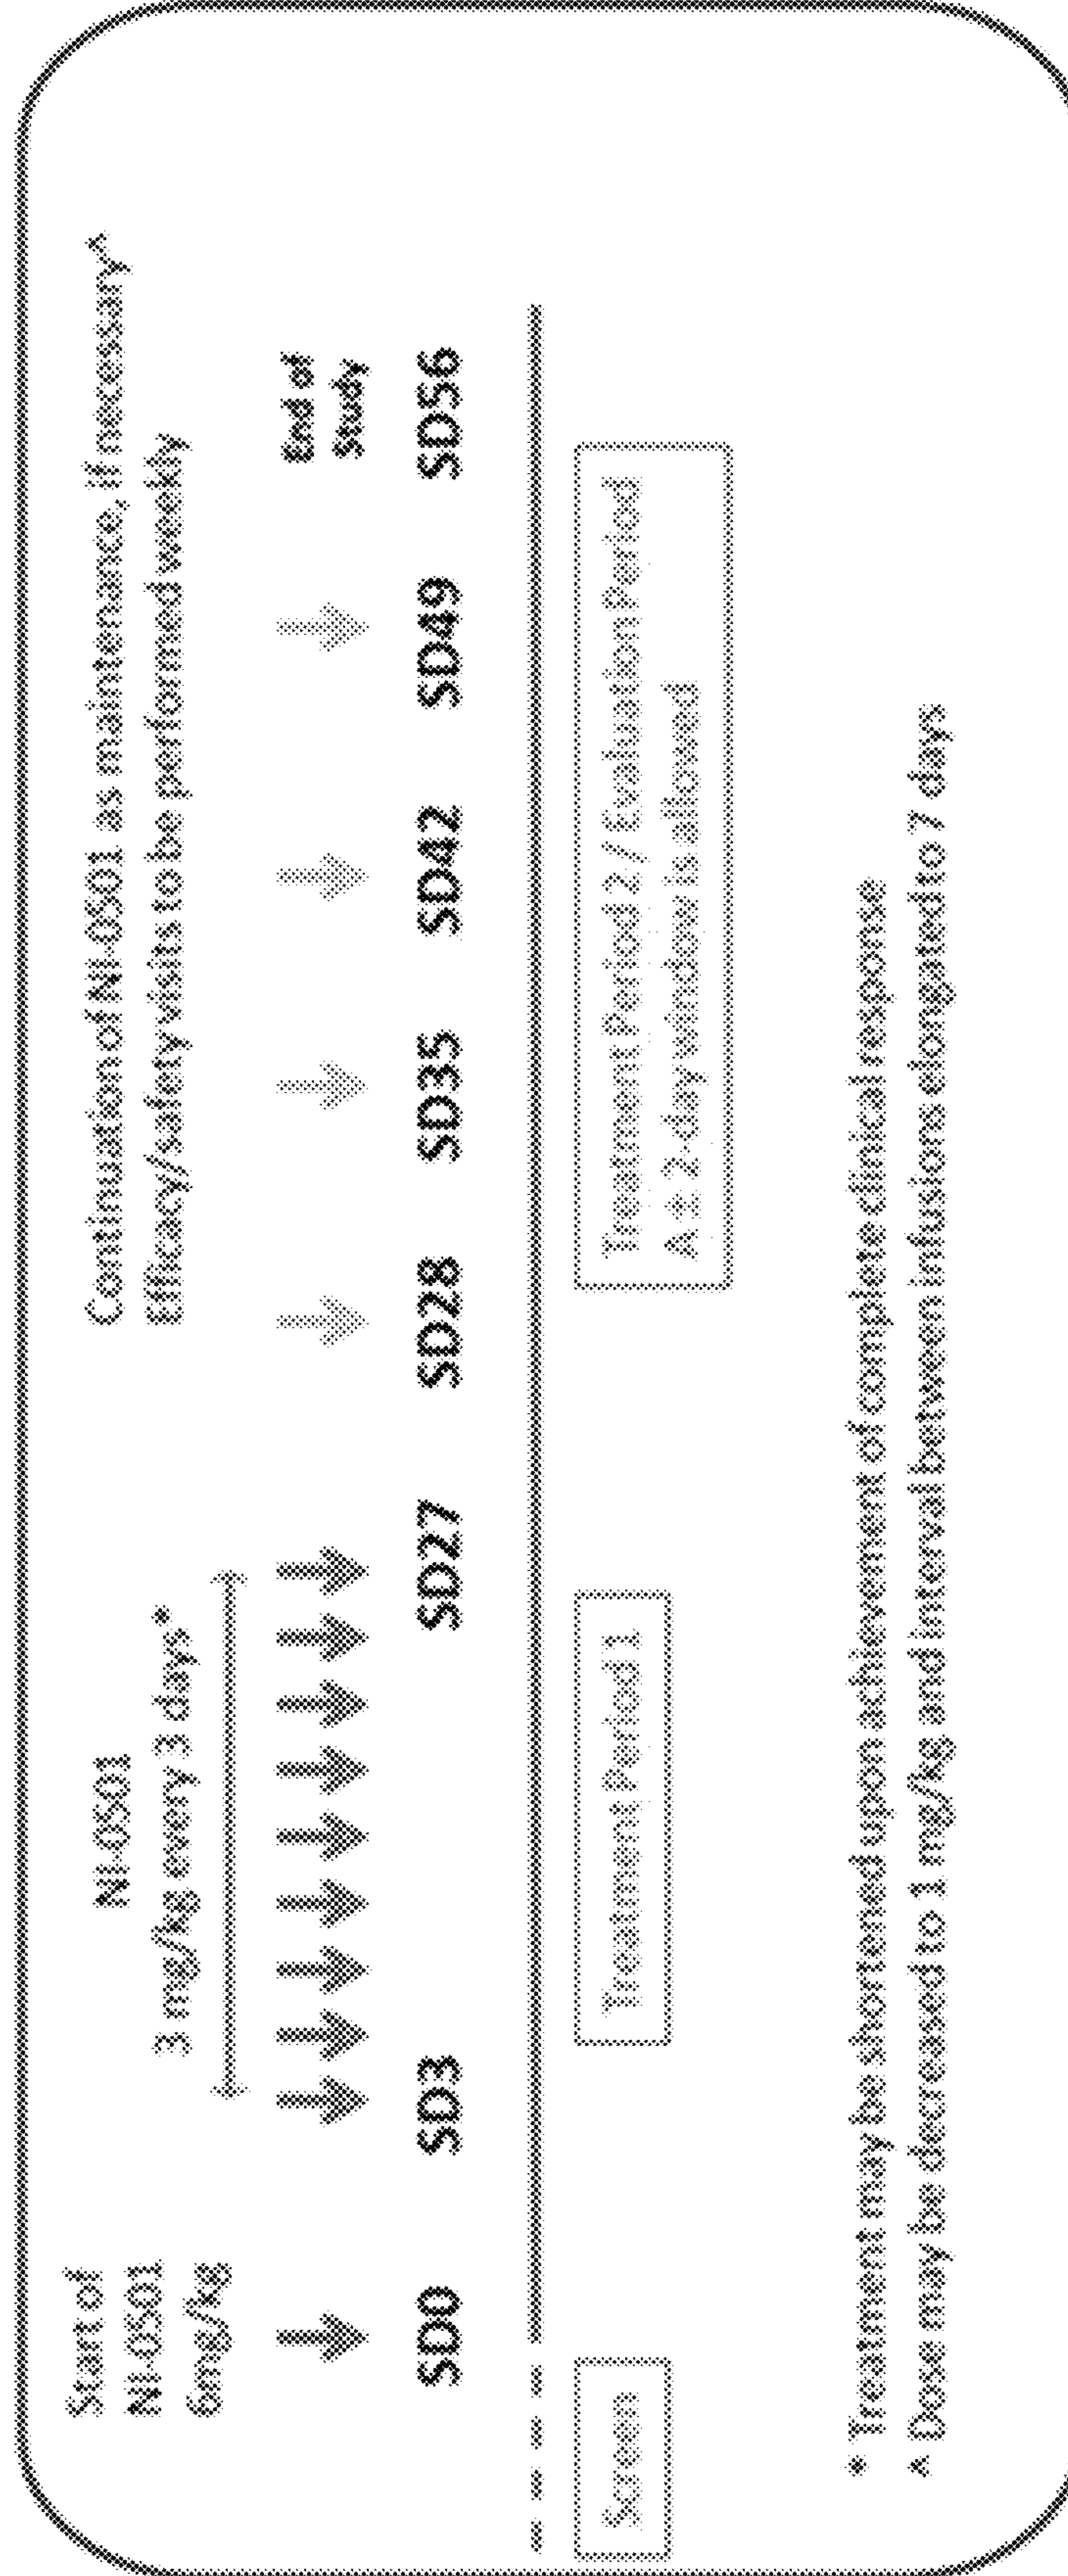 Start of
NI-0501
6mg/kg
NI-0501
3 mg/kg every 3 days*
Continuation of NI-0501 as maintenance, if necessary^
Efficacy/safety visits to be performed weekly
End of
Study
SD0
SD3
SD27
SD28
SD35
SD42
SD49
SD56
Screen
Treatment Period 1
Treatment Period 2 / Evaluation Period
A ± 2-day window is allowed
* Treatment may be shortened upon achievement of complete clinical response
^ Dose may be decreased to 1 mg/kg and interval between infusions elongated to 7 days